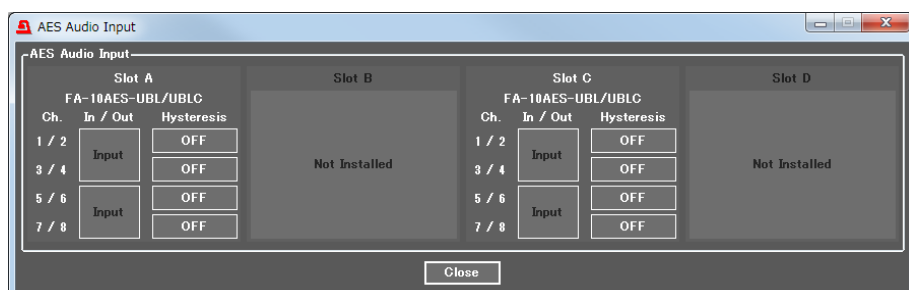 AES Audio Input
AES Audio Input
Slot A
FA-10AES-UBL/UBLC
Ch. In / Out Hysteresis
1 / 2 Input OFF
3 / 4 OFF
5 / 6 Input OFF
7 / 8 OFF
Slot B
Not Installed
Slot C
FA-10AES-UBL/UBLC
Ch. In / Out Hysteresis
1 / 2 Input OFF
3 / 4 OFF
5 / 6 Input OFF
7 / 8 OFF
Slot D
Not Installed
Close